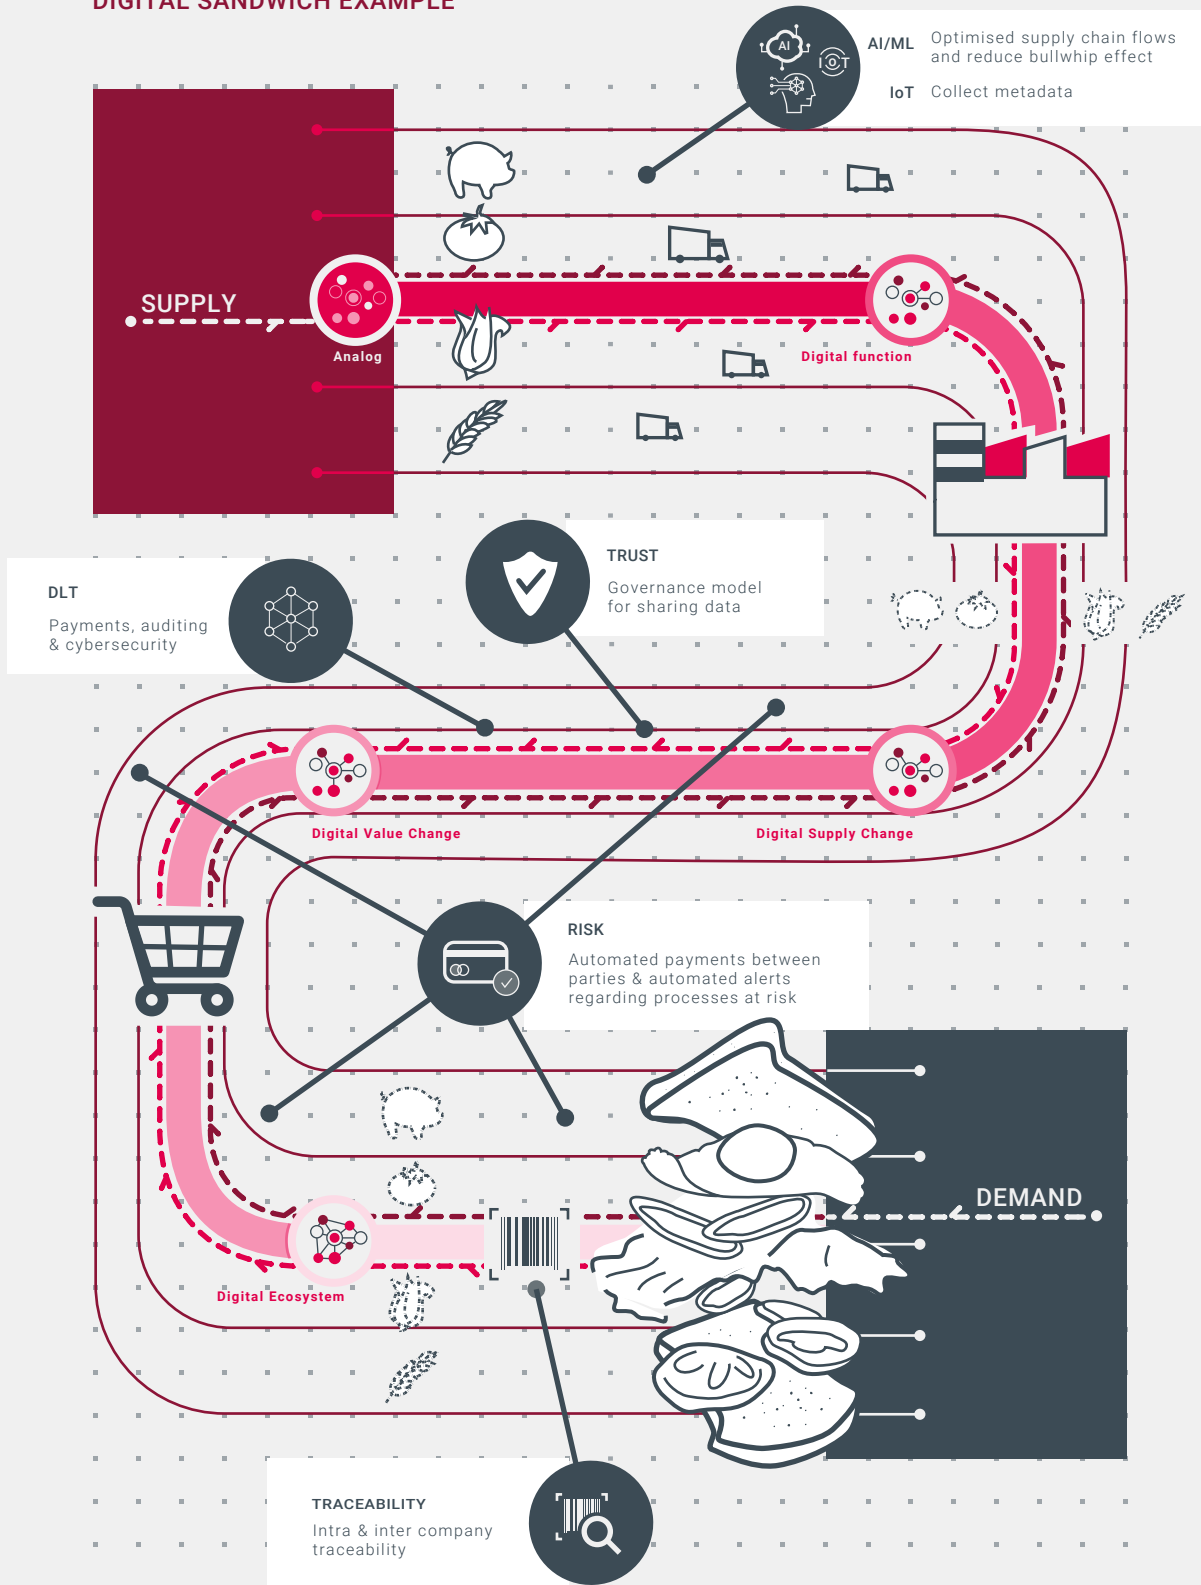 DIGITAL SANDWICH EXAMPLE
AI
IoT
AI/ML Optimised supply chain flows
and reduce bullwhip effect
IoT Collect metadata
SUPPLY
Analog
Digital function
TRUST
Governance model
for sharing data
DLT
Payments, auditing
& cybersecurity
Digital Value Change
Digital Supply Change
RISK
Automated payments between
parties & automated alerts
regarding processes at risk
DEMAND
Digital Ecosystem
TRACEABILITY
Intra & inter company
traceability